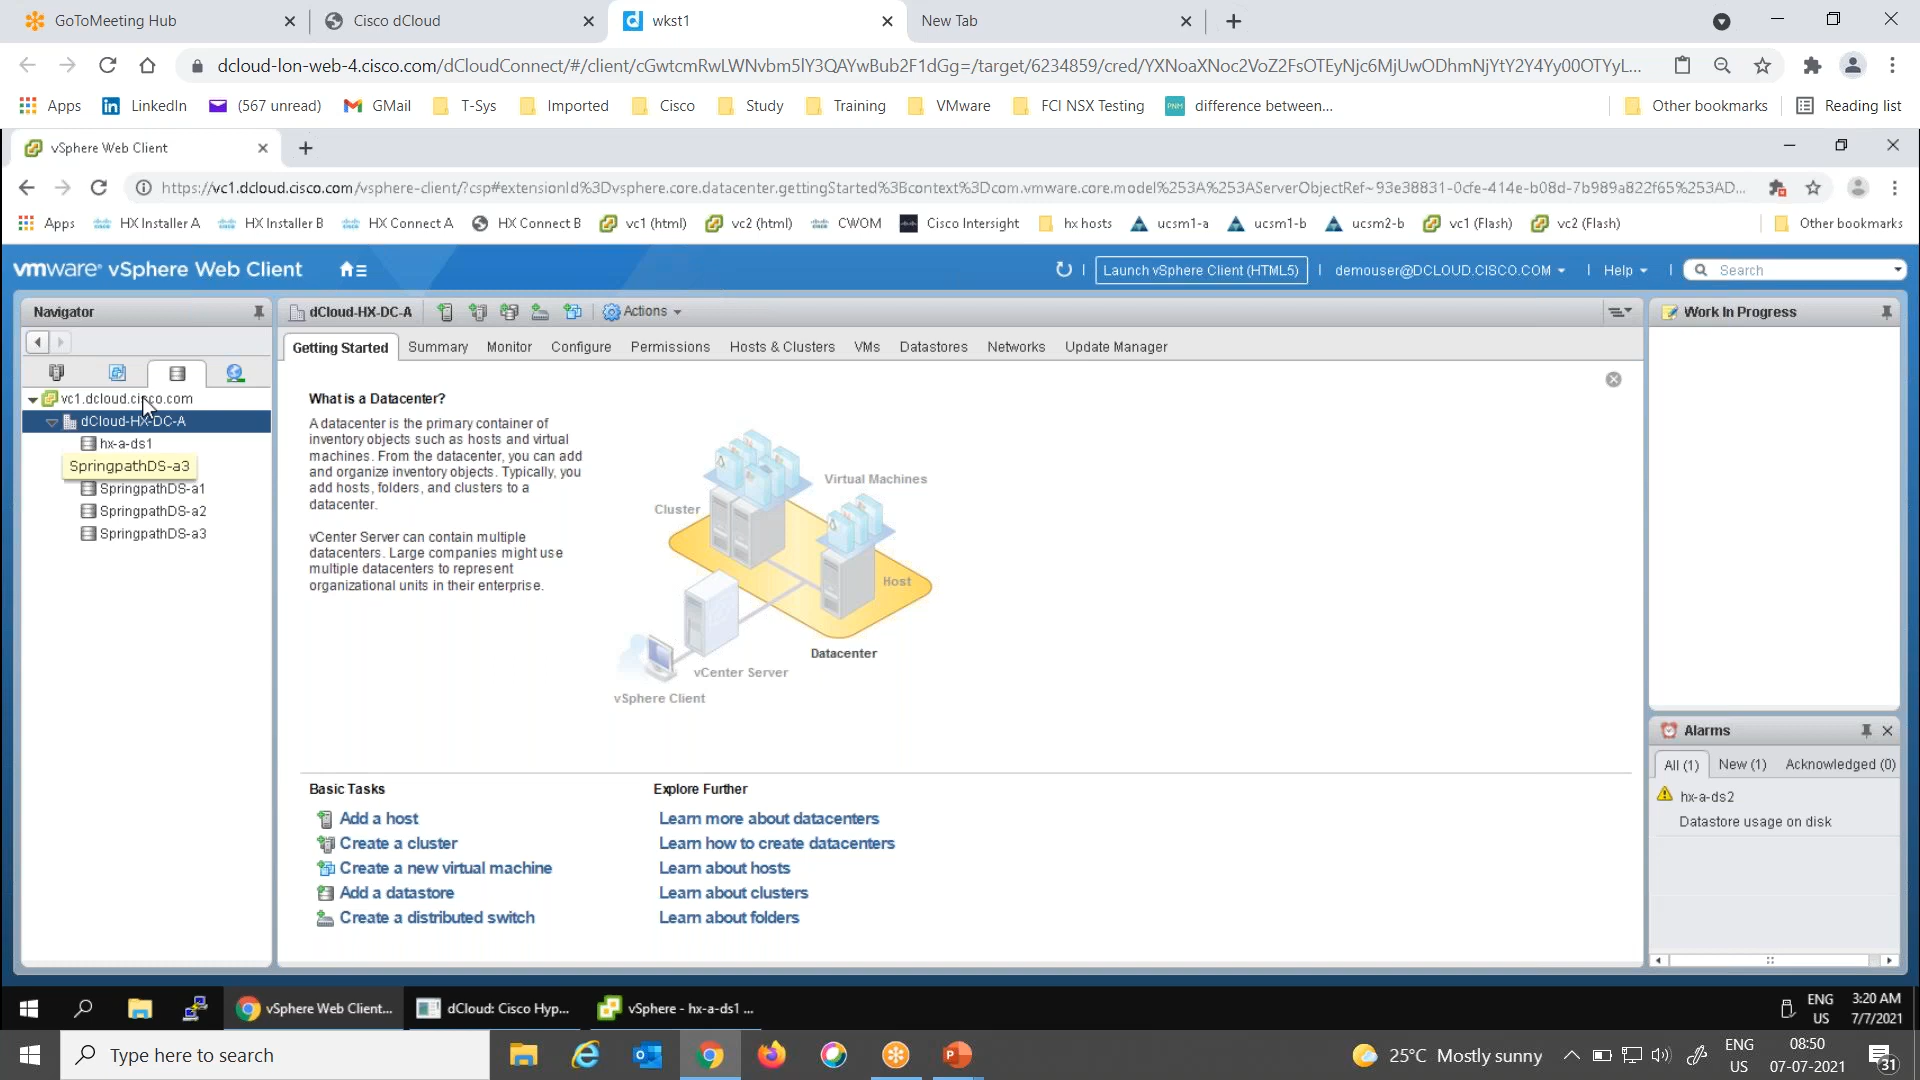 GoToMeeting Hub
Cisco dCloud
wkst1
New Tab
dcloud-lon-web-4.cisco.com/dCloudConnect/#/client/cGwtcmRwLWNvbm5lY3QAYwBub2F1dGg=/target/6234859/cred/YXNoaXNoc2VoZ2FsOTEyNjc6MjUwODhmNjYtY2Y4Yy00OTYyL...
Apps
LinkedIn
(567 unread)
GMail
T-Sys
Imported
Cisco
Study
Training
VMware
FCI NSX Testing
PNM
difference between...
Other bookmarks
Reading list
vSphere Web Client
https://vc1.dcloud.cisco.com/vsphere-client/?csp#extensionId%3Dvsphere.core.datacenter.gettingStarted%3Bcontext%3Dcom.vmware.core.model%253A%253AServerObjectRef~93e38831-0cfe-414e-b08d-7b989a822f65%253AD...
Apps
HX Installer A
HX Installer B
HX Connect A
HX Connect B
vc1 (html)
vc2 (html)
CWOM
Cisco Intersight
hx hosts
ucsm1-a
ucsm1-b
ucsm2-b
vc1 (Flash)
vc2 (Flash)
Other bookmarks
vmware® vSphere Web Client
Launch vSphere Client (HTML5)
demouser@DCLOUD.CISCO.COM
Help
Search
Navigator
vc1.dcloud.cisco.com
dCloud-HX-DC-A
hx-a-ds1
SpringpathDS-a3
SpringpathDS-a1
SpringpathDS-a2
SpringpathDS-a3
dCloud-HX-DC-A
Actions
Getting Started
Summary
Monitor
Configure
Permissions
Hosts & Clusters
VMs
Datastores
Networks
Update Manager
What is a Datacenter?
A datacenter is the primary container of
inventory objects such as hosts and virtual
machines. From the datacenter, you can add
and organize inventory objects. Typically, you
add hosts, folders, and clusters to a
datacenter.
vCenter Server can contain multiple
datacenters. Large companies might use
multiple datacenters to represent
organizational units in their enterprise.
Virtual Machines
Cluster
Host
Datacenter
vCenter Server
vSphere Client
Basic Tasks
Add a host
Create a cluster
Create a new virtual machine
Add a datastore
Create a distributed switch
Explore Further
Learn more about datacenters
Learn how to create datacenters
Learn about hosts
Learn about clusters
Learn about folders
Work In Progress
Alarms
All (1)
New (1)
Acknowledged (0)
hx-a-ds2
Datastore usage on disk
vSphere Web Client...
dCloud: Cisco Hyp...
vSphere - hx-a-ds1 ...
ENG
US
3:20 AM
7/7/2021
Type here to search
25°C Mostly sunny
ENG
US
08:50
07-07-2021
31